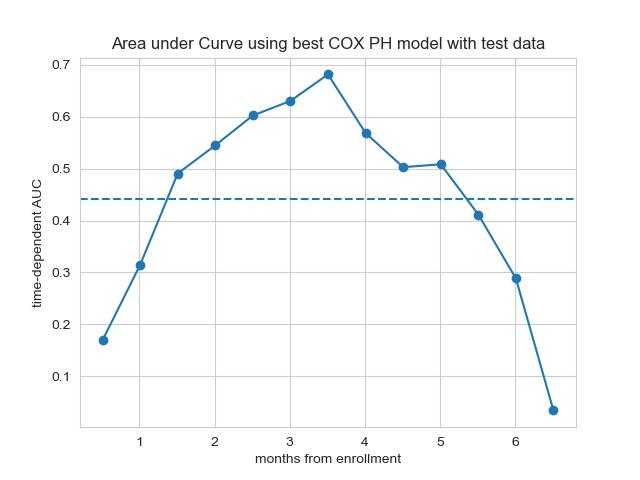 Area under Curve using best COX PH model with test data
time-dependent AUC
0.7
0.6
0.5
0.4
0.3
0.2
0.1
1 2 3 4 5 6
months from enrollment